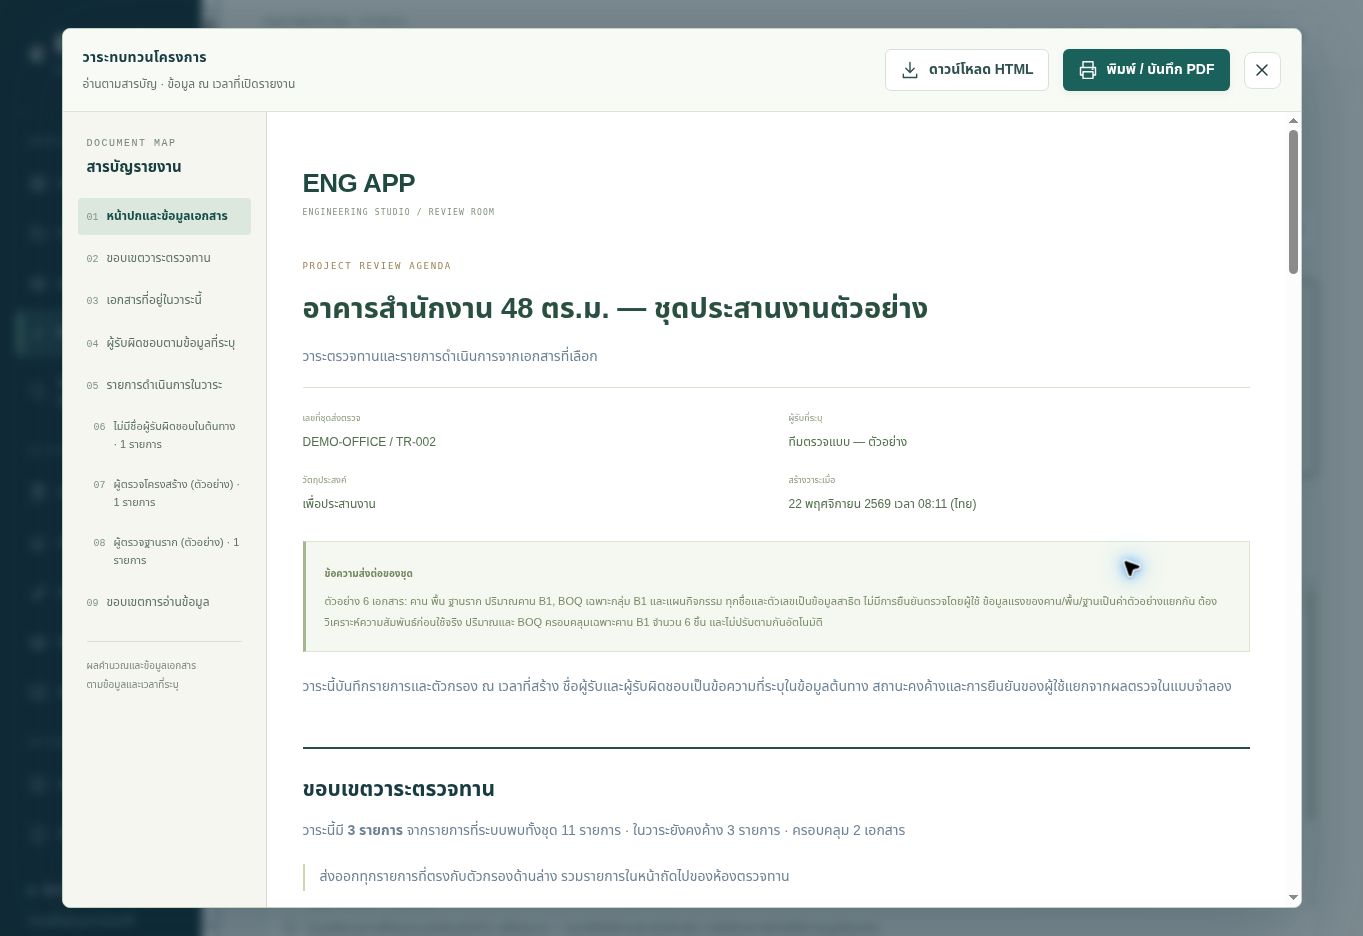 วาระทบทวนโครงการ
อ่านตามสารบัญ · ข้อมูล ณ เวลาที่เปิดรายงาน
ดาวน์โหลด HTML
พิมพ์ / บันทึก PDF
DOCUMENT MAP
สารบัญรายงาน
01 หน้าปกและข้อมูลเอกสาร
02 ขอบเขตวาระตรวจทาน
03 เอกสารที่อยู่ในวาระนี้
04 ผู้รับผิดชอบตามข้อมูลที่ระบุ
05 รายการดำเนินการในวาระ
06 ไม่มีชื่อผู้รับผิดชอบในต้นทาง
· 1 รายการ
07 ผู้ตรวจโครงสร้าง (ตัวอย่าง) ·
1 รายการ
08 ผู้ตรวจฐานราก (ตัวอย่าง) · 1
รายการ
09 ขอบเขตการอ่านข้อมูล
ผลคำนวณและข้อมูลเอกสาร
ตามข้อมูลและเวลาที่ระบุ
ENG APP
ENGINEERING STUDIO / REVIEW ROOM
PROJECT REVIEW AGENDA
อาคารสำนักงาน 48 ตร.ม. — ชุดประสานงานตัวอย่าง
วาระตรวจทานและรายการดำเนินการจากเอกสารที่เลือก
เลขที่ชุดส่งตรวจ
DEMO-OFFICE / TR-002
ผู้รับที่ระบุ
ทีมตรวจแบบ — ตัวอย่าง
วัตถุประสงค์
เพื่อประสานงาน
สร้างวาระเมื่อ
22 พฤศจิกายน 2569 เวลา 08:11 (ไทย)
ข้อความส่งต่อของชุด
ตัวอย่าง 6 เอกสาร: คาน พื้น ฐานราก ปริมาณคาน B1, BOQ เฉพาะกลุ่ม B1 และแผนกิจกรรม ทุกชื่อและตัวเลขเป็นข้อมูลสาธิต ไม่มีการยืนยันตรวจโดยผู้ใช้ ข้อมูลแรงของคาน/พื้น/ฐานเป็นค่าตัวอย่างแยกกัน ต้อง
วิเคราะห์ความสัมพันธ์ก่อนใช้จริง ปริมาณและ BOQ ครอบคลุมเฉพาะคาน B1 จำนวน 6 ชิ้น และไม่ปรับตามกันอัตโนมัติ
วาระนี้บันทึกรายการและตัวกรอง ณ เวลาที่สร้าง ชื่อผู้รับและผู้รับผิดชอบเป็นข้อความที่ระบุในข้อมูลต้นทาง สถานะคงค้างและการยืนยันของผู้ใช้แยกจากผลตรวจในแบบจำลอง
ขอบเขตวาระตรวจทาน
วาระนี้มี 3 รายการ จากรายการที่ระบบพบทั้งชุด 11 รายการ · ในวาระยังคงค้าง 3 รายการ · ครอบคลุม 2 เอกสาร
ส่งออกทุกรายการที่ตรงกับตัวกรองด้านล่าง รวมรายการในหน้าถัดไปของห้องตรวจทาน